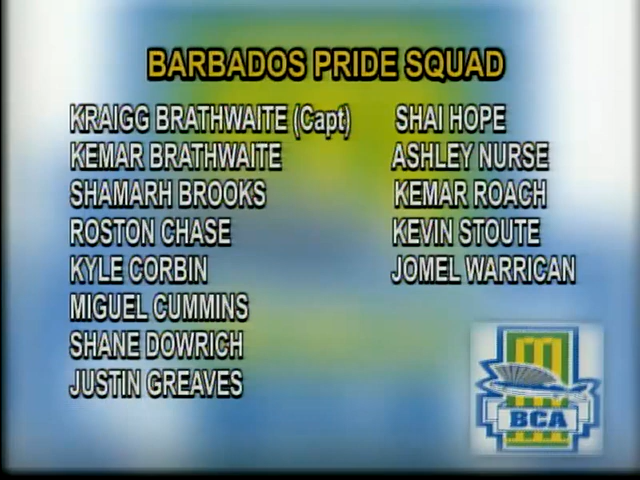 BARBADOS PRIDE SQUAD
KRAIGG BRATHWAITE (Capt)
KEMAR BRATHWAITE
SHAMARH BROOKS
ROSTON CHASE
KYLE CORBIN
MIGUEL CUMMINS
SHANE DOWRICH
JUSTIN GREAVES
SHAI HOPE
ASHLEY NURSE
KEMAR ROACH
KEVIN STOUTE
JOMEL WARRICAN
BCA